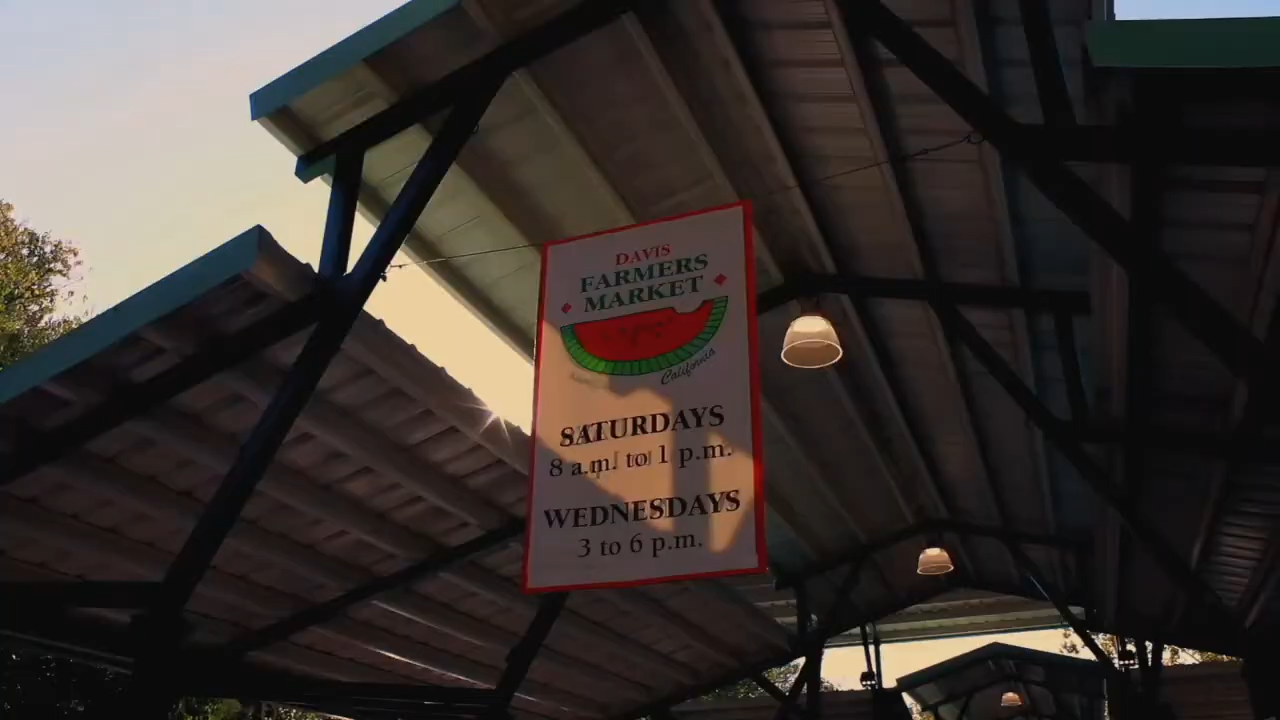 DAVIS
FARMERS
MARKET
California
SATURDAYS
8 a.m. to 1 p.m.
WEDNESDAYS
3 to 6 p.m.